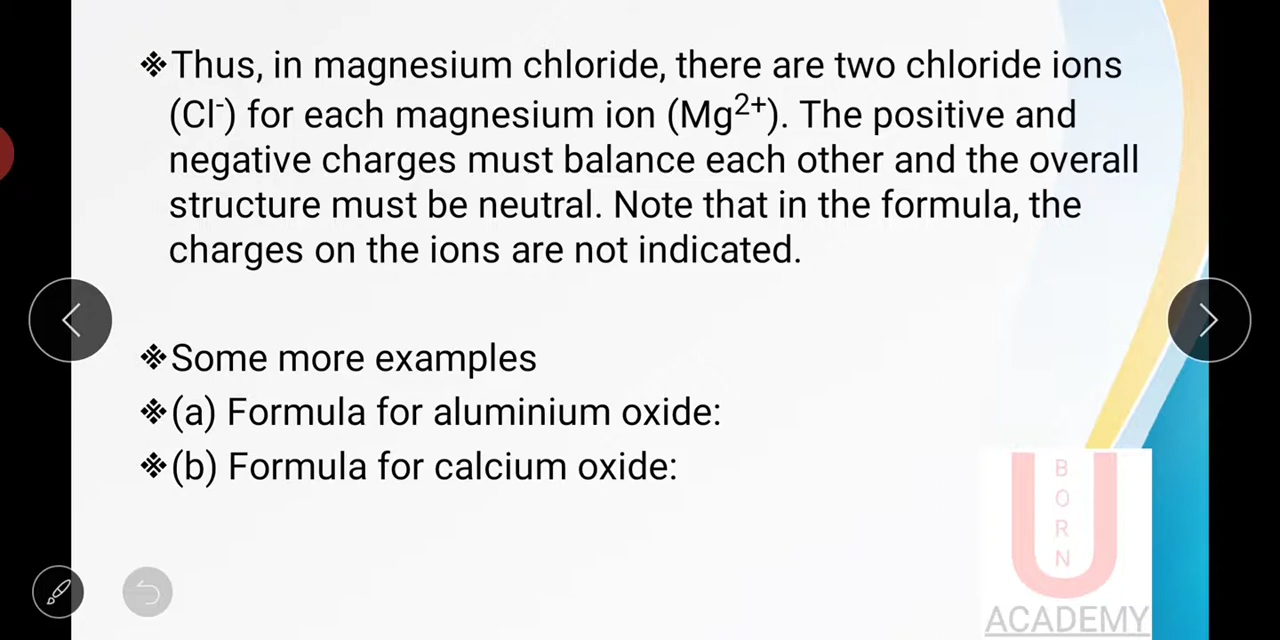 ❖Thus, in magnesium chloride, there are two chloride ions
(Cl⁻) for each magnesium ion (Mg²⁺). The positive and
negative charges must balance each other and the overall
structure must be neutral. Note that in the formula, the
charges on the ions are not indicated.
❖Some more examples
❖(a) Formula for aluminium oxide:
❖(b) Formula for calcium oxide:
U
B
O
R
N
ACADEMY